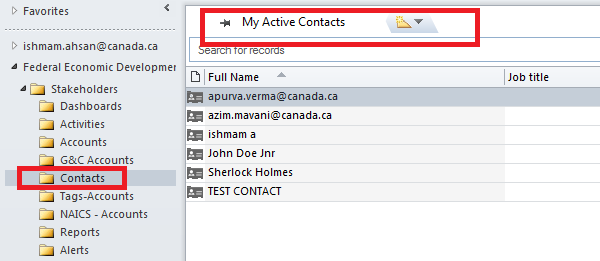 Favorites
ishmam.ahsan@canada.ca
Federal Economic Developme
Stakeholders
Dashboards
Activities
Accounts
G&C Accounts
Contacts
Tags-Accounts
NAICS - Accounts
Reports
Alerts
My Active Contacts
Search for records
Full Name Job title
apurva.verma@canada.ca
azim.mavani@canada.ca
ishmam a
John Doe Jnr
Sherlock Holmes
TEST CONTACT